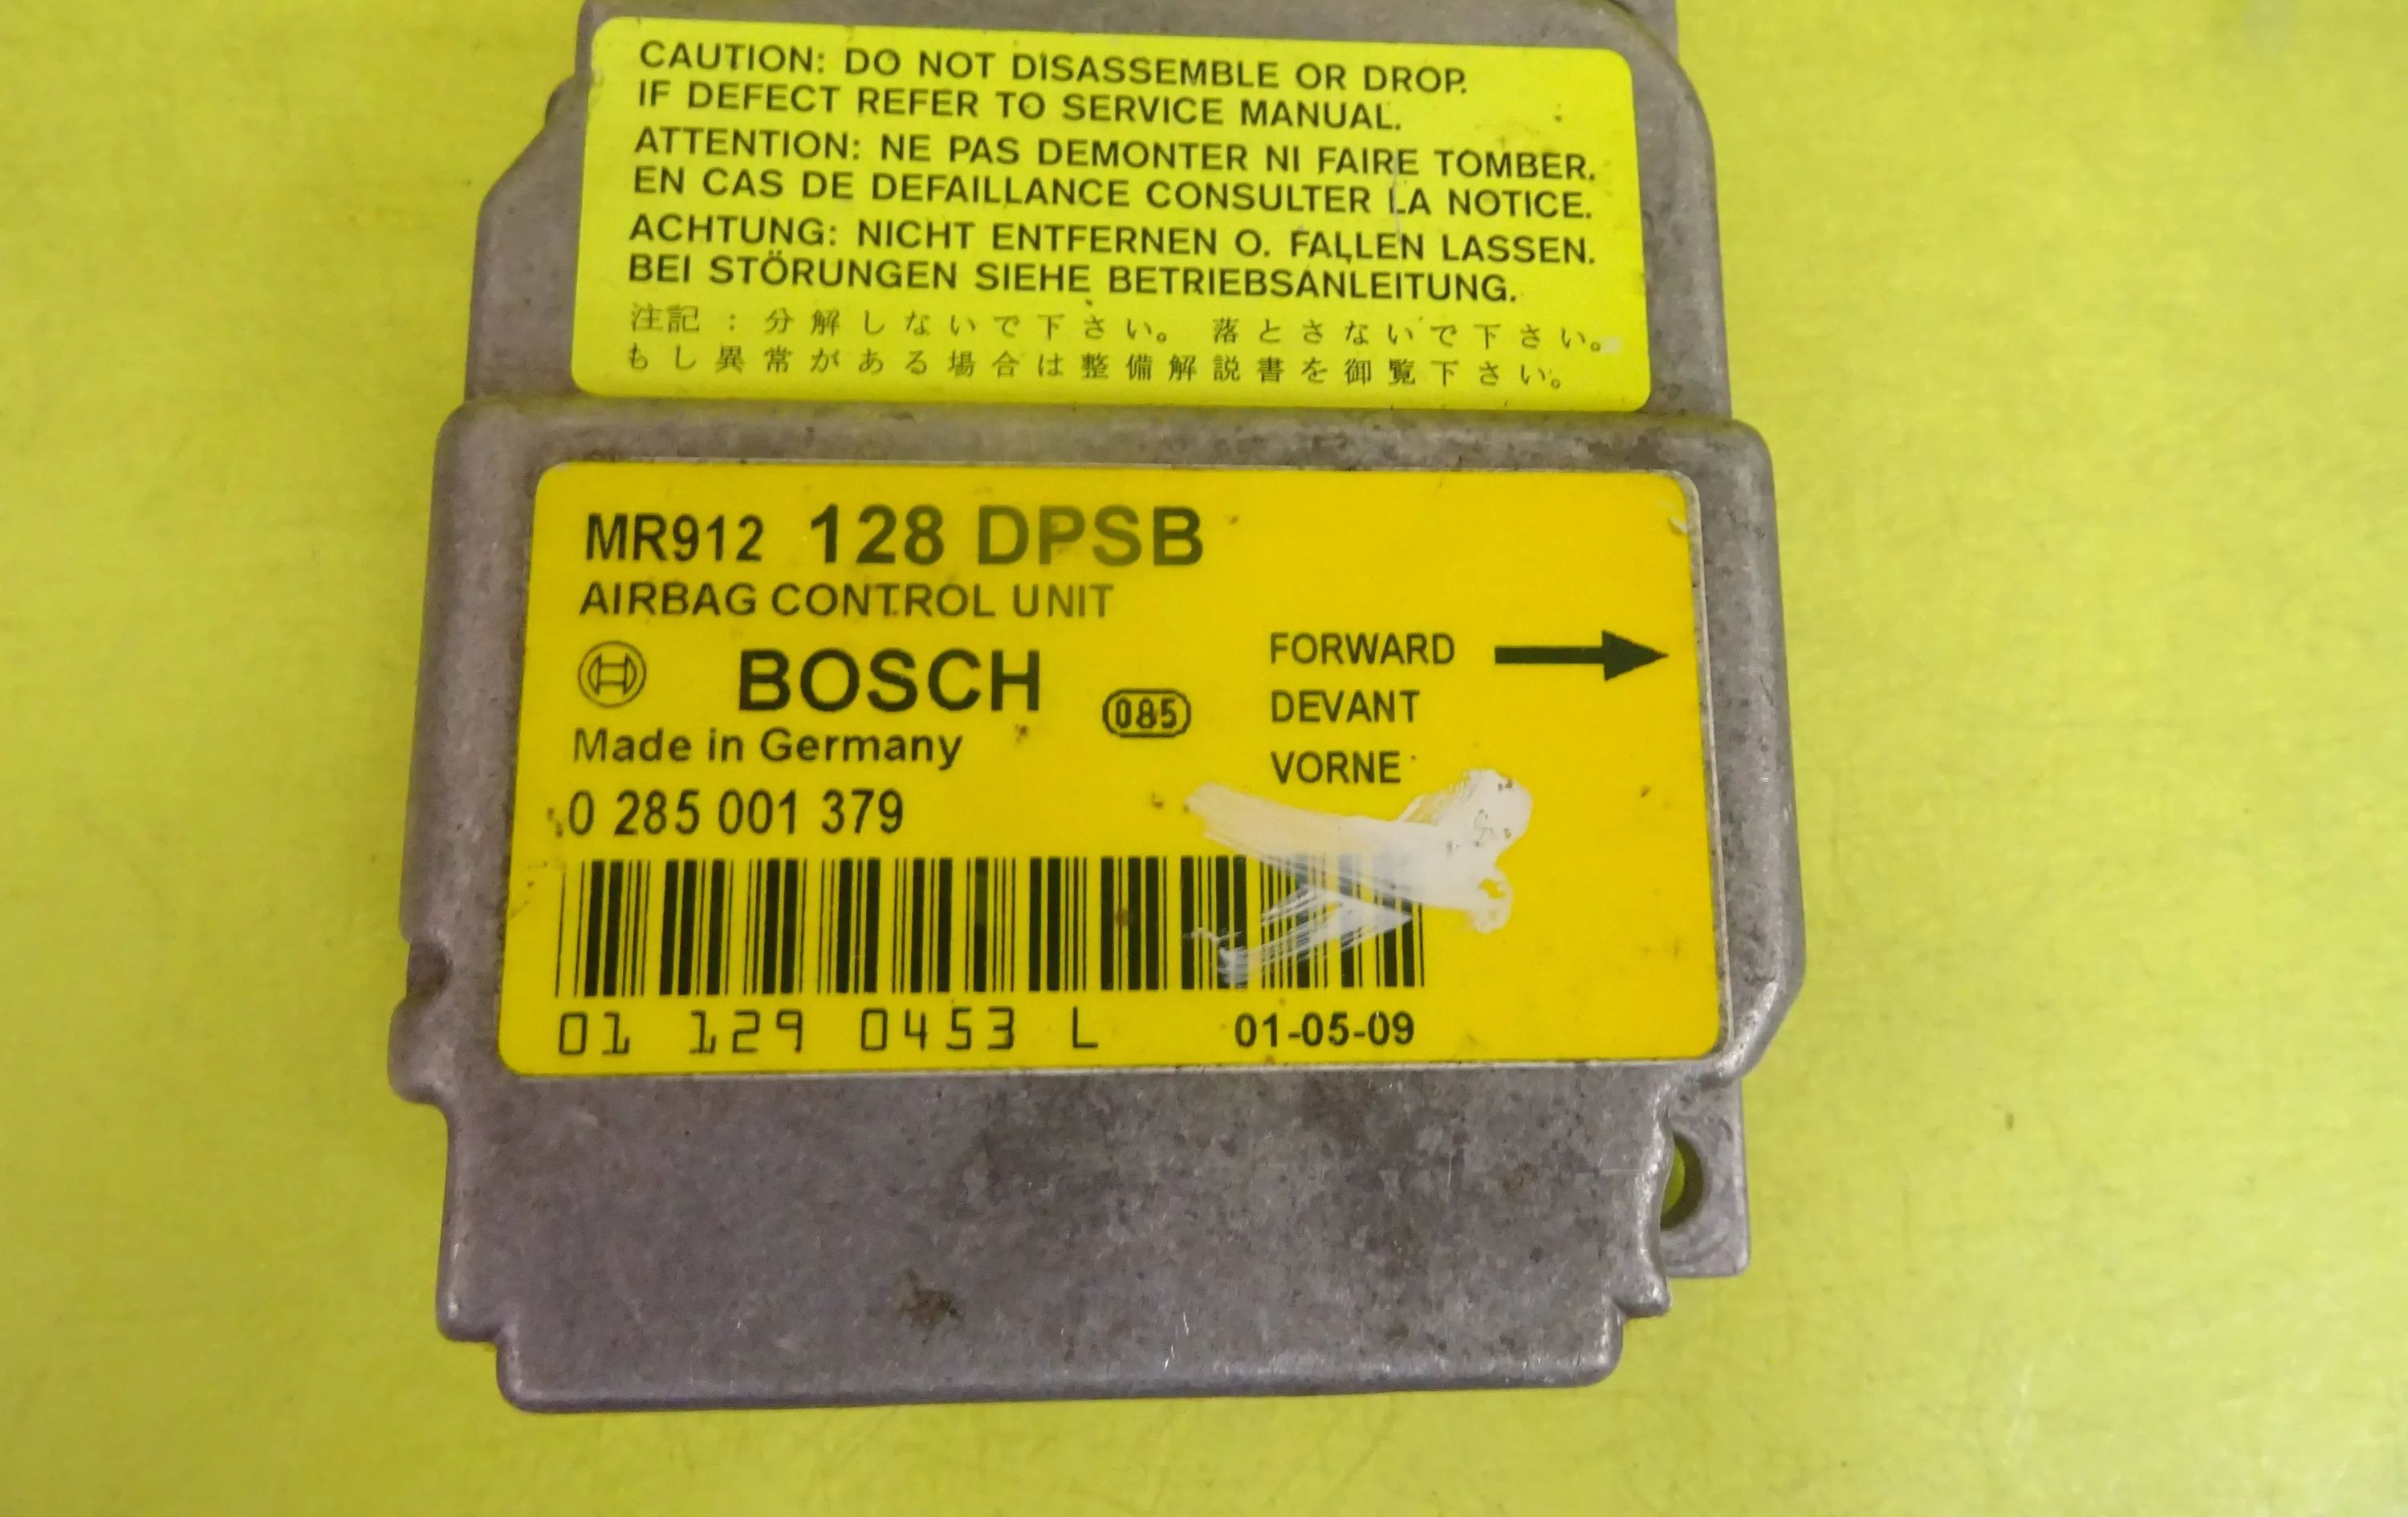 CAUTION: DO NOT DISASSEMBLE OR DROP.
IF DEFECT REFER TO SERVICE MANUAL.
ATTENTION: NE PAS DEMONTER NI FAIRE TOMBER.
EN CAS DE DEFAILLANCE CONSULTER LA NOTICE.
ACHTUNG: NICHT ENTFERNEN O. FALLEN LASSEN.
BEI STÖRUNGEN SIEHE BETRIEBSANLEITUNG.
注記：分解しないで下さい。落とさないで下さい。
もし異常がある場合は整備解説書を御覧下さい。
MR912 128 DPSB
AIRBAG CONTROL UNIT
BOSCH
085
Made in Germany
0 285 001 379
FORWARD
DEVANT
VORNE
01 129 0453 L 01-05-09